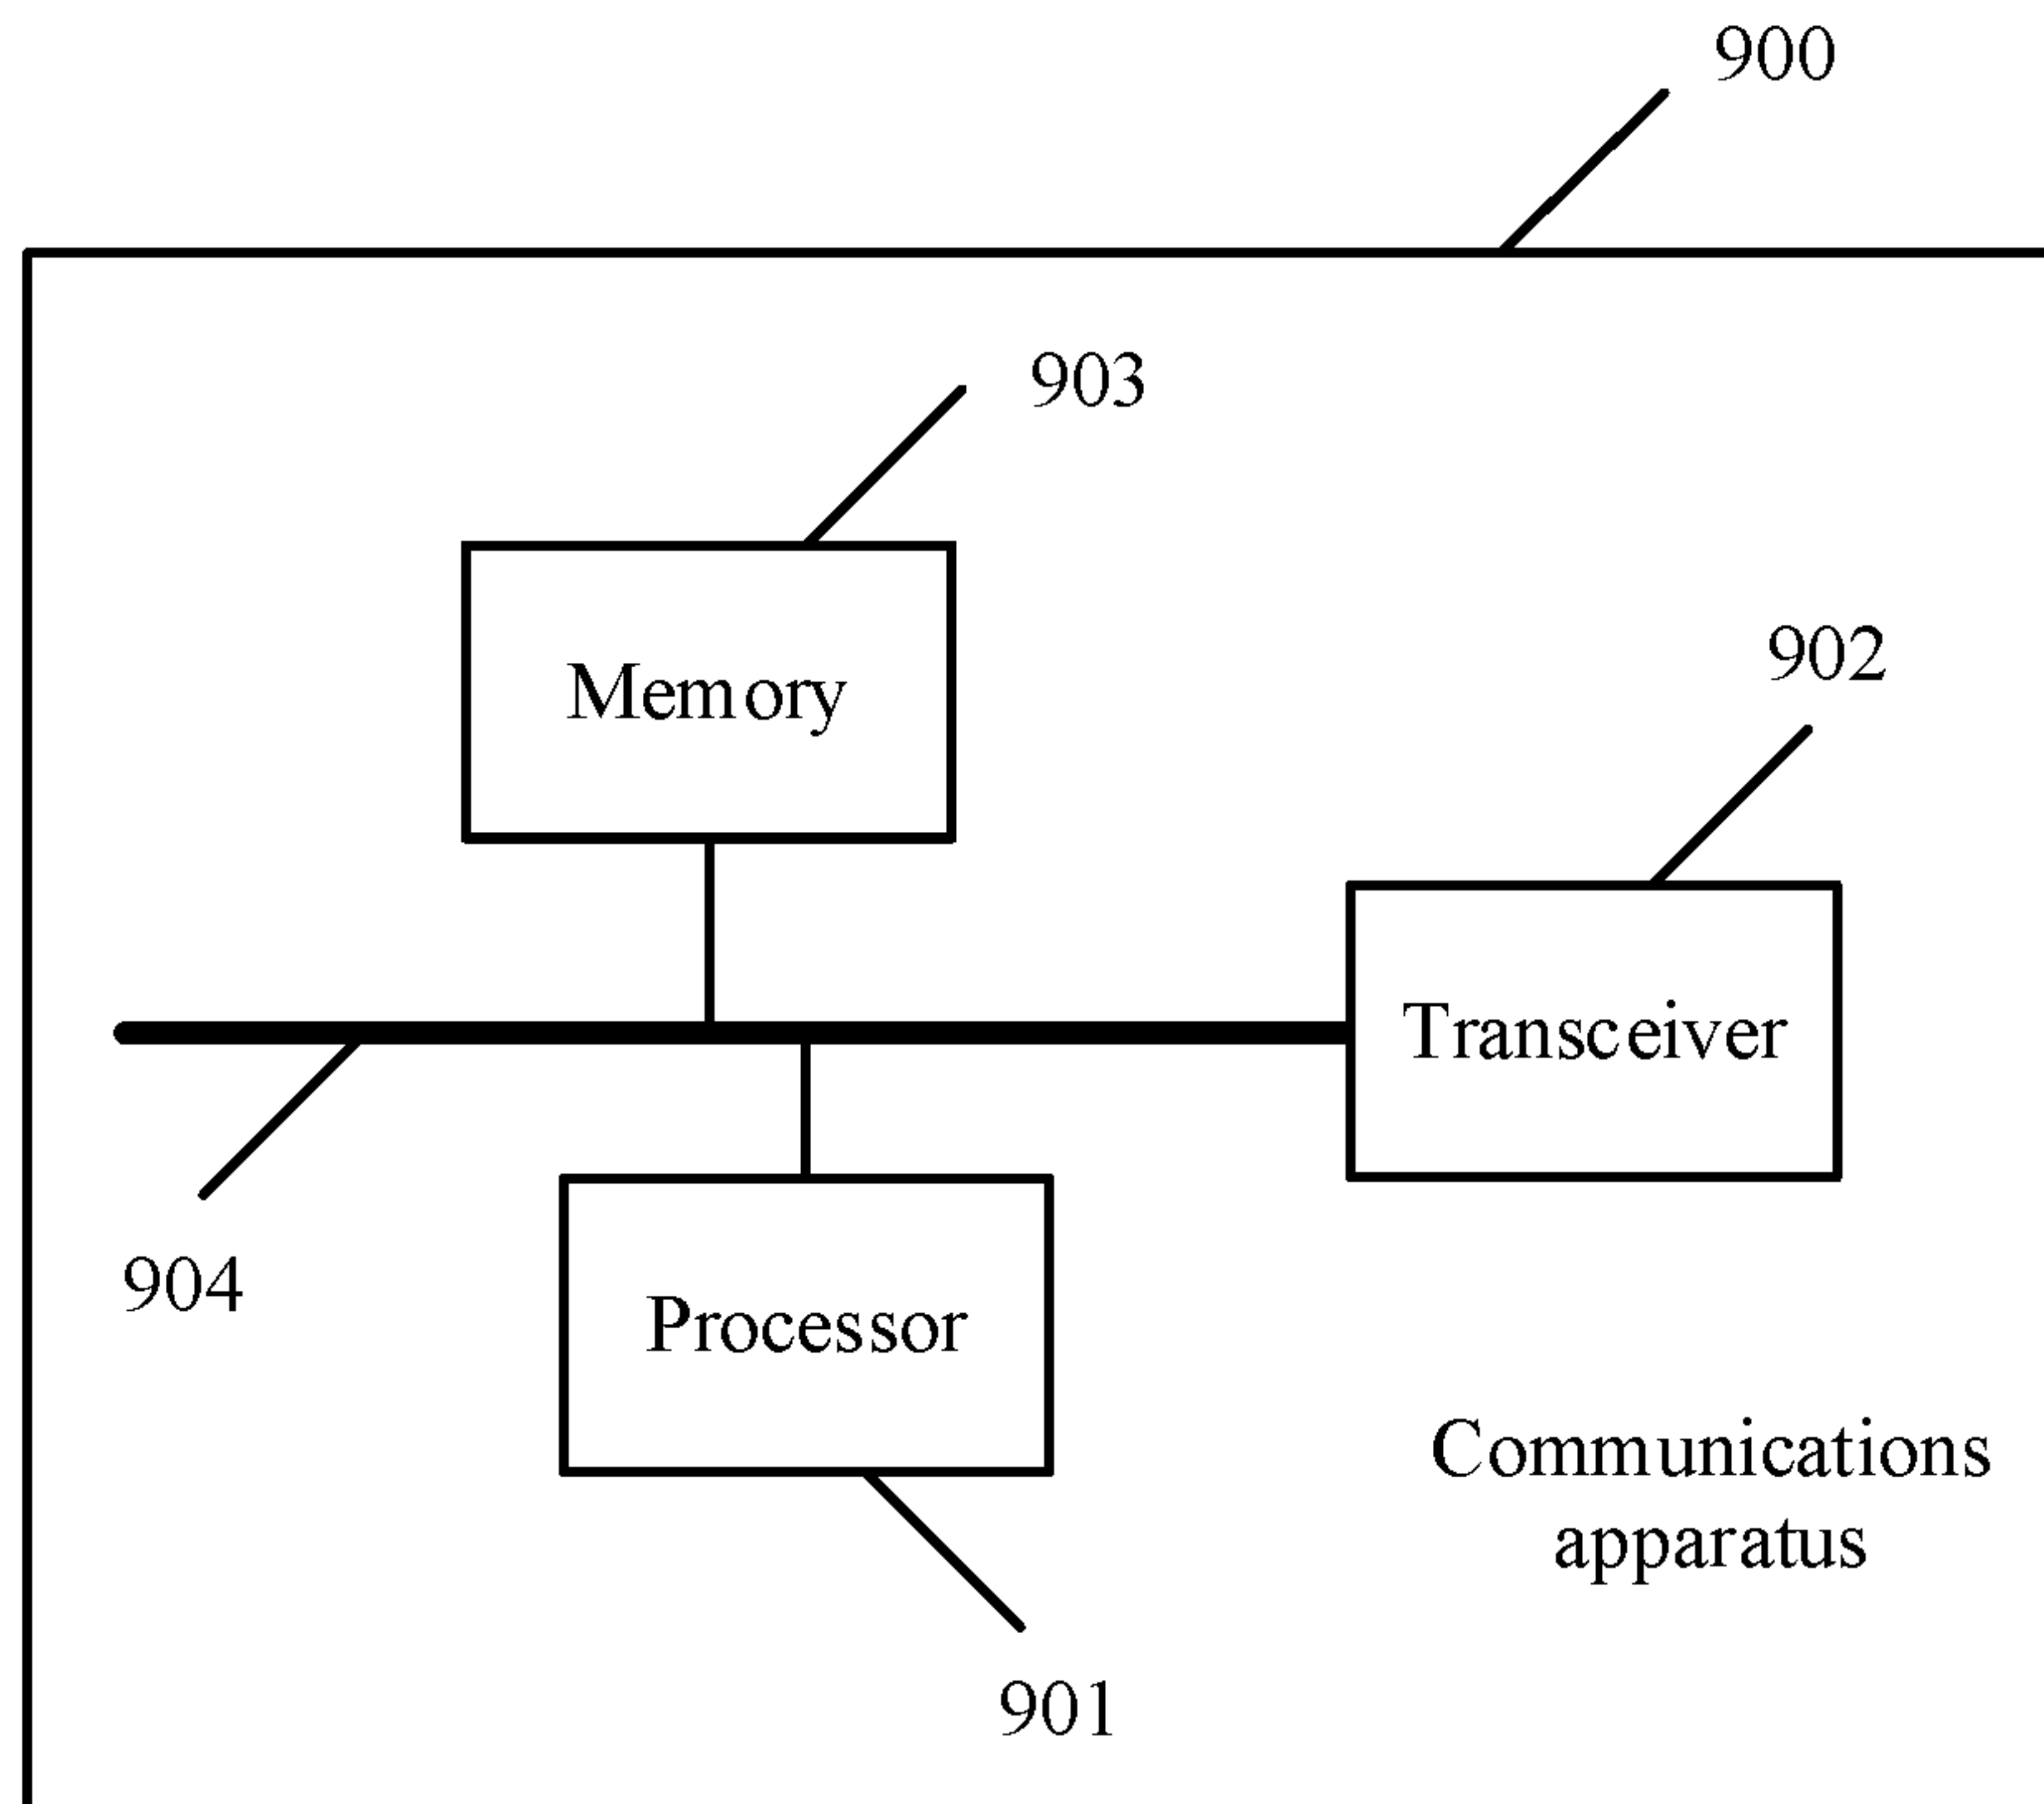 900
903
Memory
902
Transceiver
904
Processor
Communications
apparatus
901